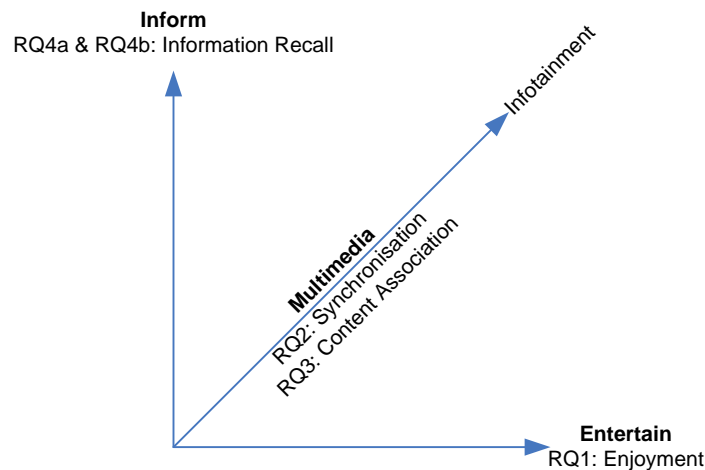 Inform
RQ4a & RQ4b: Information Recall
Infotainment
Multimedia
RQ2: Synchronisation
RQ3: Content Association
Entertain
RQ1: Enjoyment